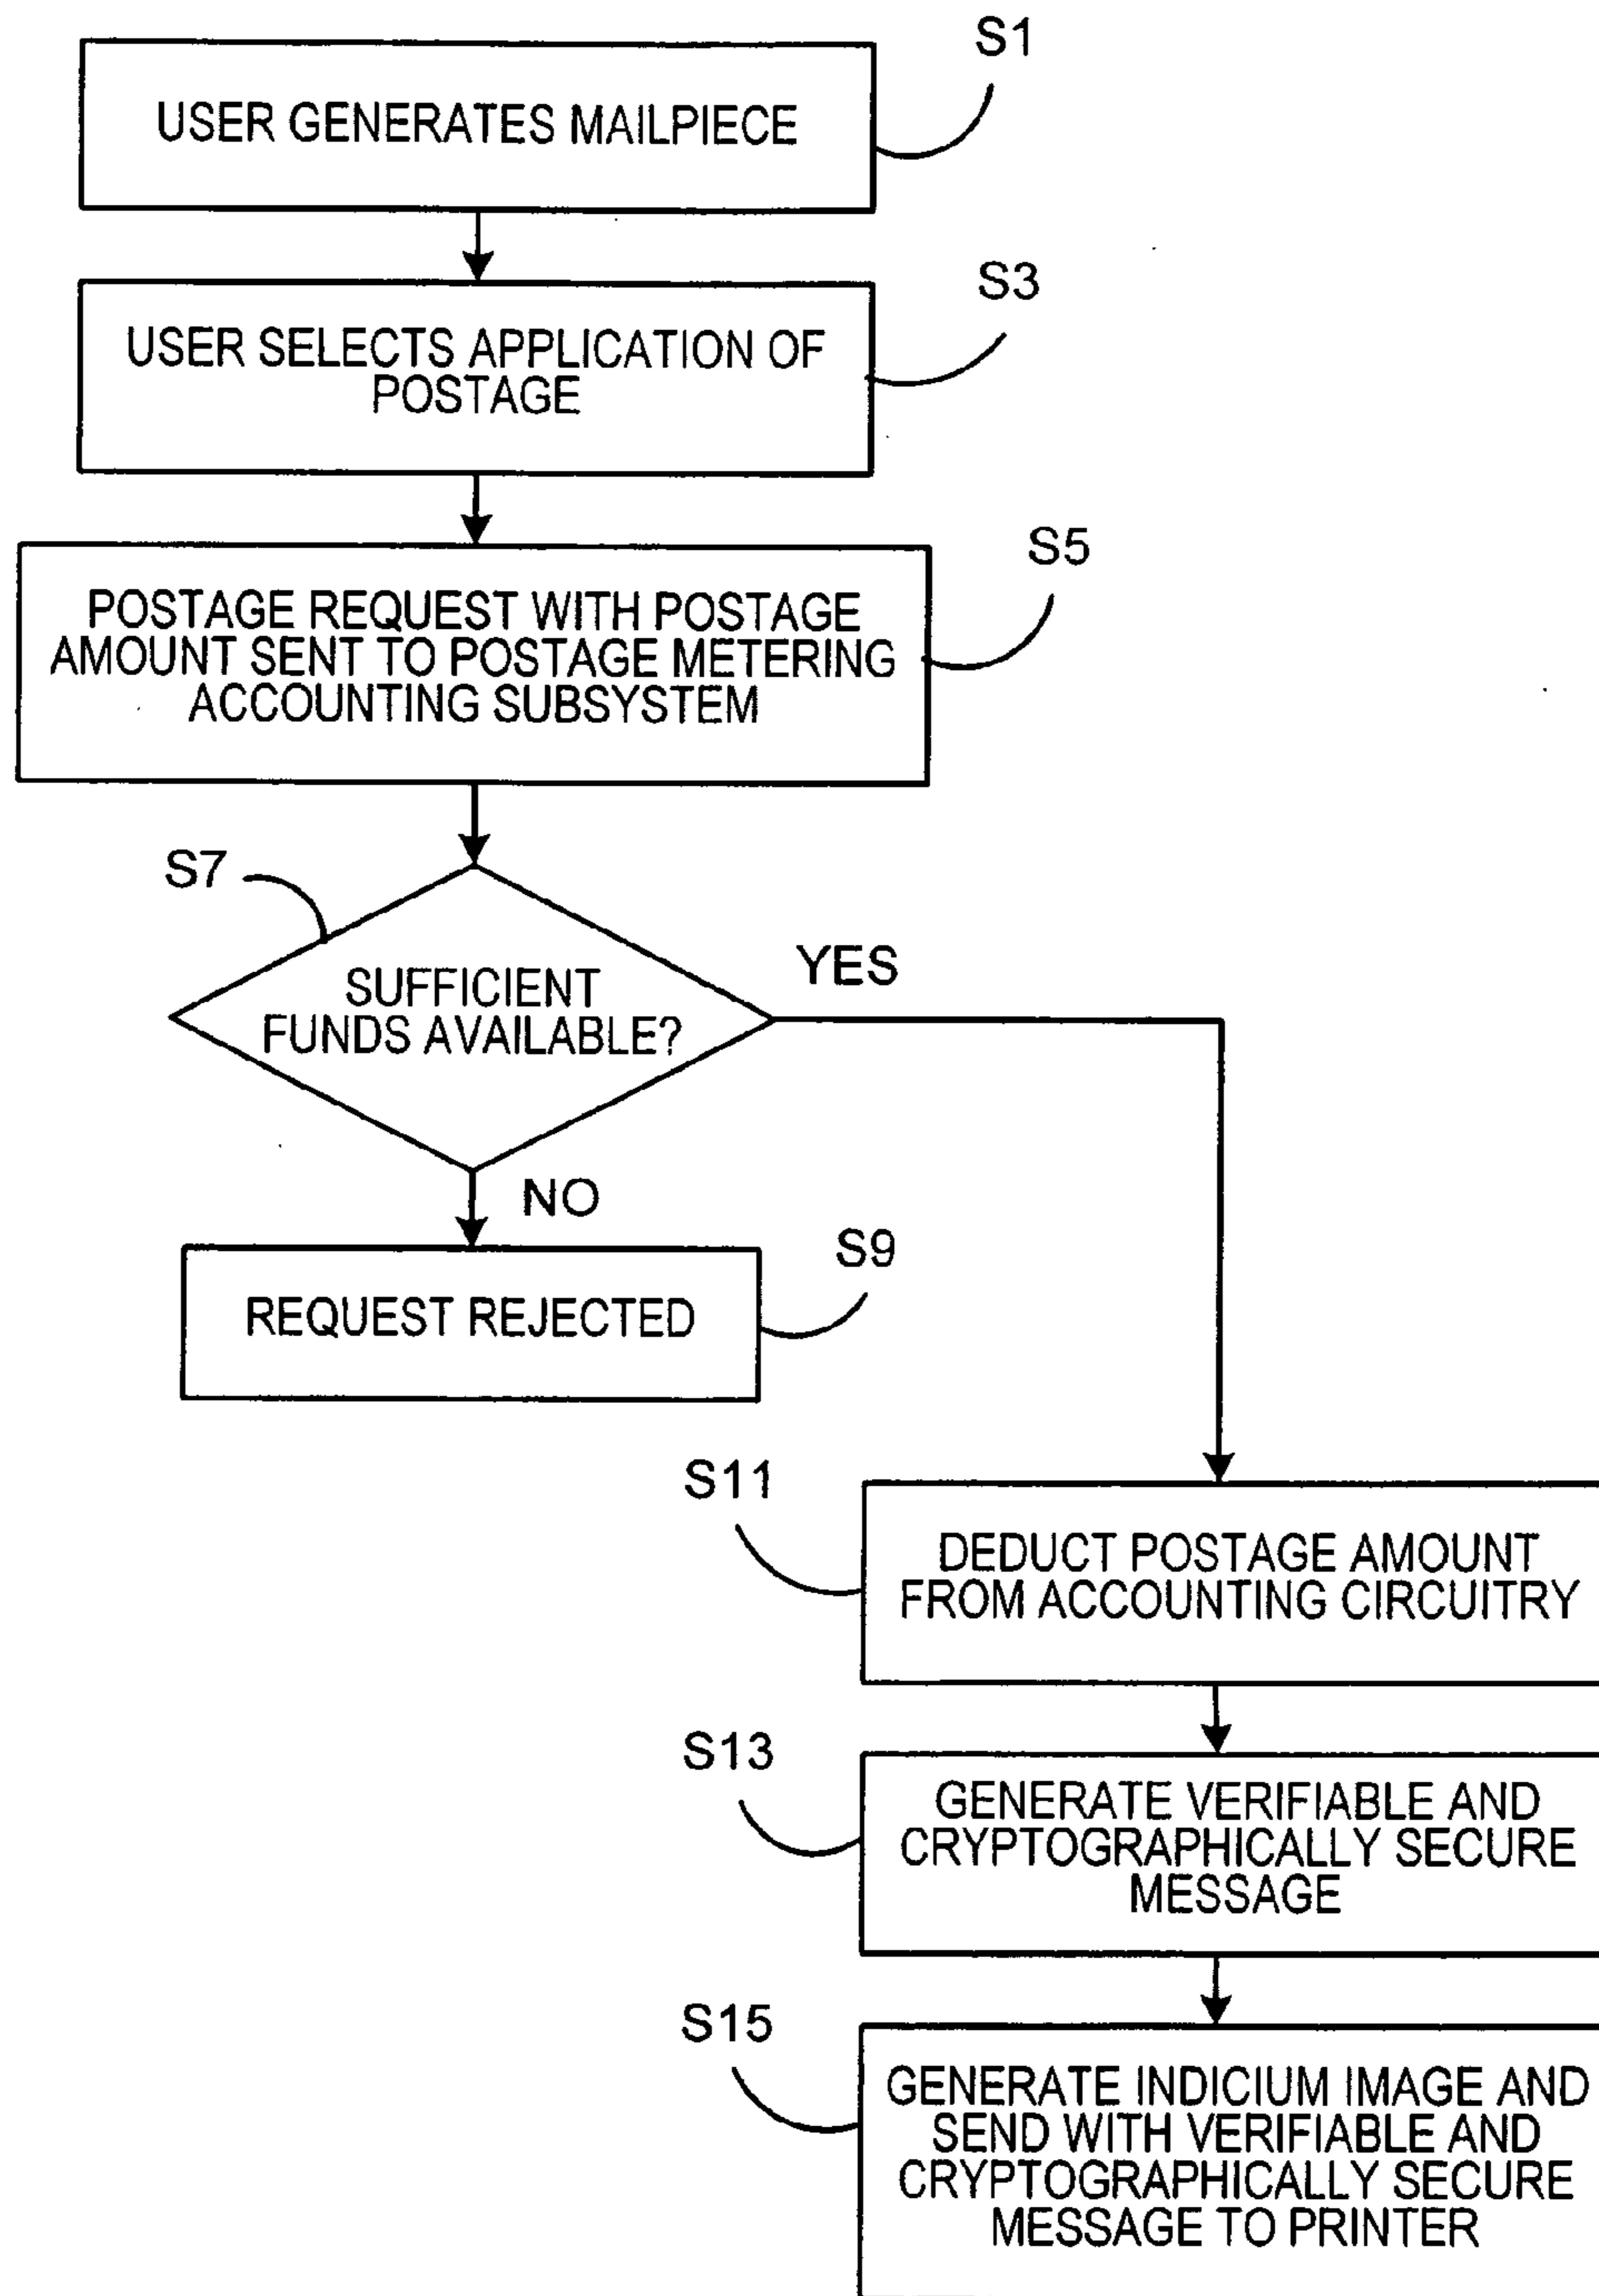 S1
USER GENERATES MAILPIECE
S3
USER SELECTS APPLICATION OF
POSTAGE
S5
POSTAGE REQUEST WITH POSTAGE
AMOUNT SENT TO POSTAGE METERING
ACCOUNTING SUBSYSTEM
S7
SUFFICIENT
FUNDS AVAILABLE?
YES
NO
S9
REQUEST REJECTED
S11
DEDUCT POSTAGE AMOUNT
FROM ACCOUNTING CIRCUITRY
S13
GENERATE VERIFIABLE AND
CRYPTOGRAPHICALLY SECURE
MESSAGE
S15
GENERATE INDICIUM IMAGE AND
SEND WITH VERIFIABLE AND
CRYPTOGRAPHICALLY SECURE
MESSAGE TO PRINTER